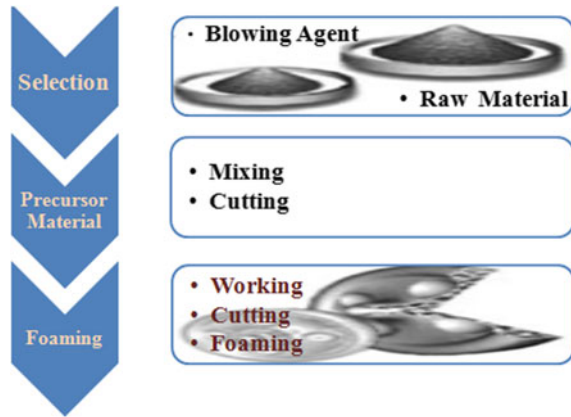 Selection
· Blowing Agent
• Raw Material
Precursor
Material
• Mixing
• Cutting
Foaming
• Working
• Cutting
• Foaming